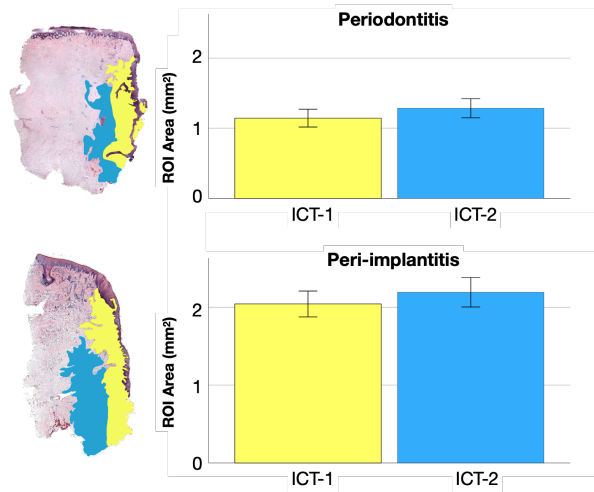 Periodontitis
ROI Area (mm²)
2
1
0
ICT-1
ICT-2
Peri-implantitis
ROI Area (mm²)
2
1
0
ICT-1
ICT-2